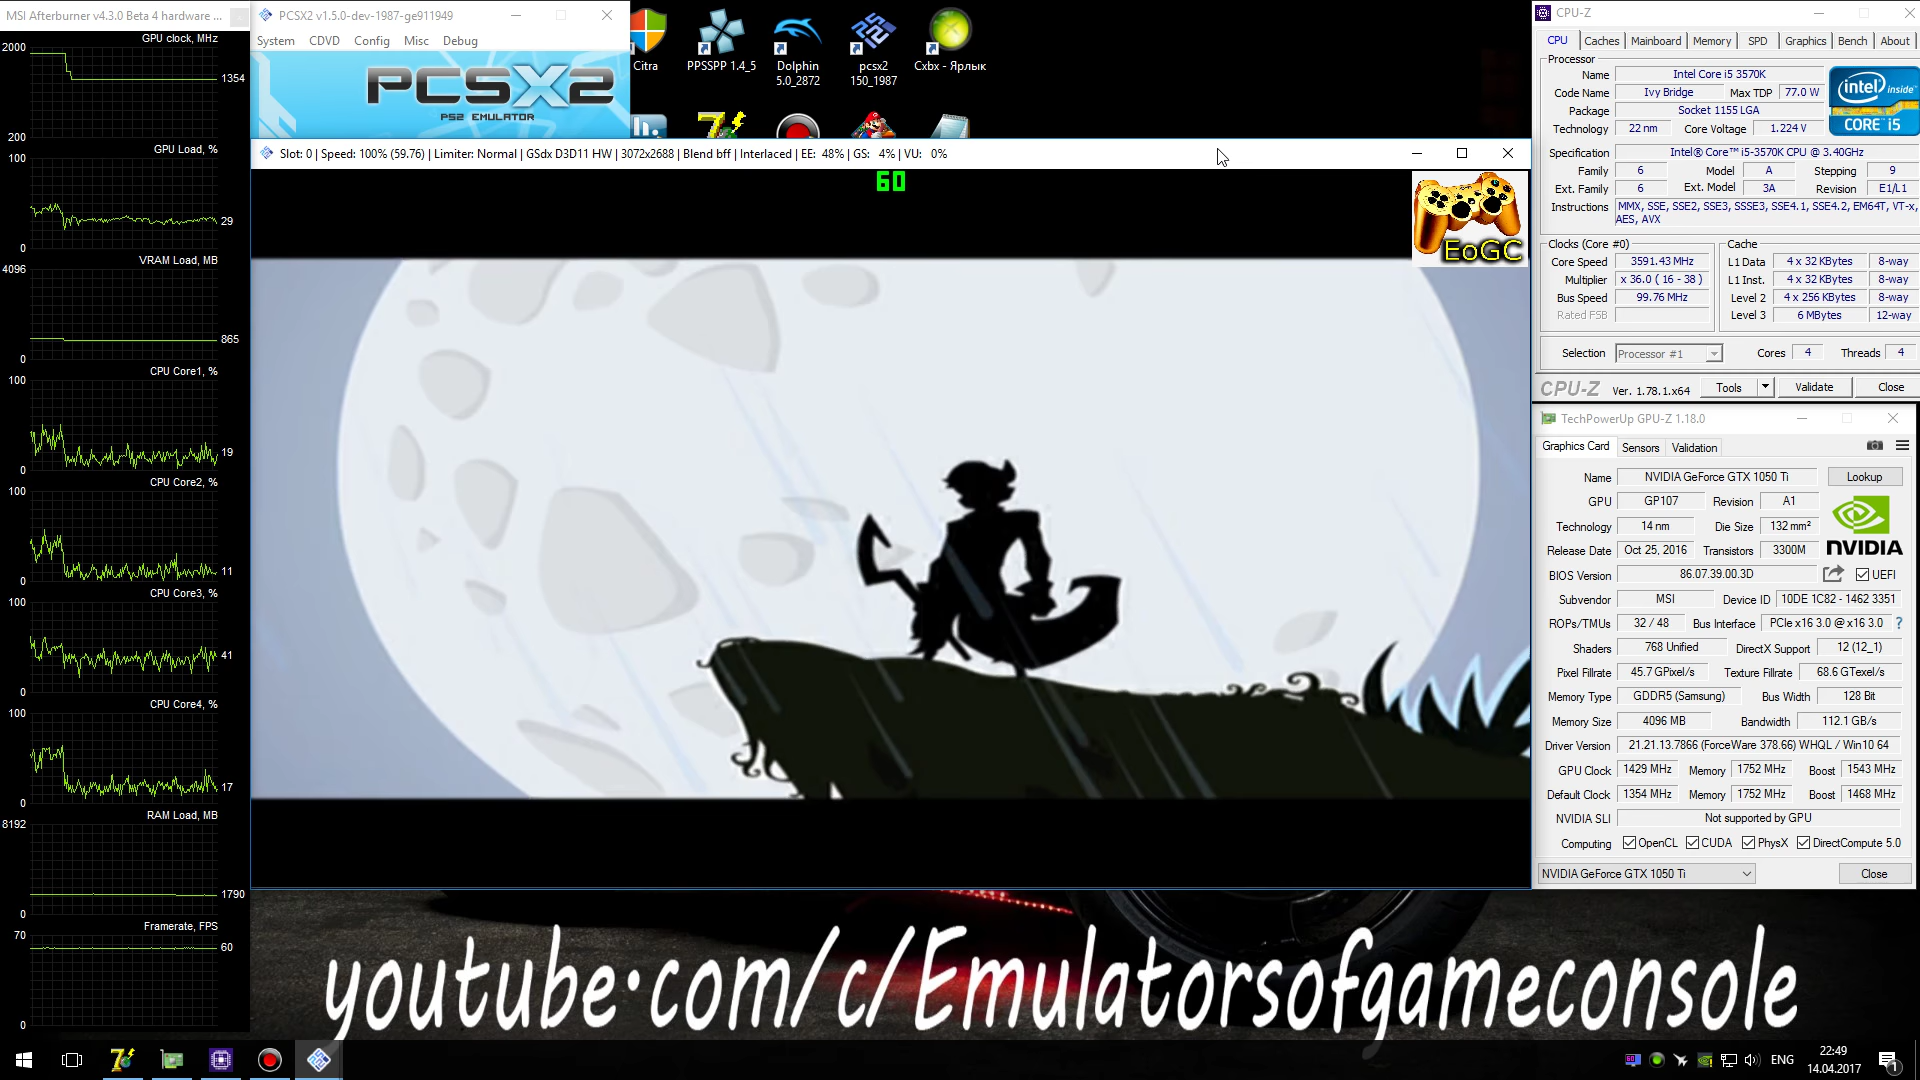 MSI Afterburner v4.3.0 Beta 4 hardware ...
GPU clock, MHz
2000
1354
200
GPU Load, %
100
29
0
VRAM Load, MB
4096
865
0
CPU Core1, %
100
19
0
CPU Core2, %
100
11
0
CPU Core3, %
100
41
0
CPU Core4, %
100
17
0
RAM Load, MB
8192
1790
0
Framerate, FPS
70
60
0
PCSX2 v1.5.0-dev-1987-ge911949
System CDVD Config Misc Debug
PCSX2
PS2 EMULATOR
Citra
PPSSPP 1.4_5
Dolphin 5.0_2872
pcsx2 150_1987
Cxbx - Ярлык
Slot: 0 | Speed: 100% (59.76) | Limiter: Normal | GSdx D3D11 HW | 3072x2688 | Blend bff | Interlaced | EE: 48% | GS: 4% | VU: 0%
60
EoGC
CPU-Z
CPU Caches Mainboard Memory SPD Graphics Bench About
Processor
Name Intel Core i5 3570K
Code Name Ivy Bridge Max TDP 77.0 W
Package Socket 1155 LGA
Technology 22 nm Core Voltage 1.224 V
intel inside
CORE i5
Specification Intel® Core™ i5-3570K CPU @ 3.40GHz
Family 6 Model A Stepping 9
Ext. Family 6 Ext. Model 3A Revision E1/L1
Instructions MMX, SSE, SSE2, SSE3, SSSE3, SSE4.1, SSE4.2, EM64T, VT-x,
AES, AVX
Clocks (Core #0)
Core Speed 3591.43 MHz
Multiplier x 36.0 ( 16 - 38 )
Bus Speed 99.76 MHz
Rated FSB
Cache
L1 Data 4 x 32 KBytes 8-way
L1 Inst. 4 x 32 KBytes 8-way
Level 2 4 x 256 KBytes 8-way
Level 3 6 MBytes 12-way
Selection Processor #1 Cores 4 Threads 4
CPU-Z Ver. 1.78.1.x64 Tools Validate Close
TechPowerUp GPU-Z 1.18.0
Graphics Card Sensors Validation
Name NVIDIA GeForce GTX 1050 Ti Lookup
GPU GP107 Revision A1
Technology 14 nm Die Size 132 mm²
Release Date Oct 25, 2016 Transistors 3300M
NVIDIA
BIOS Version 86.07.39.00.3D UEFI
Subvendor MSI Device ID 10DE 1C82 - 1462 3351
ROPs/TMUs 32 / 48 Bus Interface PCIe x16 3.0 @ x16 3.0 ?
Shaders 768 Unified DirectX Support 12 (12_1)
Pixel Fillrate 45.7 GPixel/s Texture Fillrate 68.6 GTexel/s
Memory Type GDDR5 (Samsung) Bus Width 128 Bit
Memory Size 4096 MB Bandwidth 112.1 GB/s
Driver Version 21.21.13.7866 (ForceWare 378.66) WHQL / Win10 64
GPU Clock 1429 MHz Memory 1752 MHz Boost 1543 MHz
Default Clock 1354 MHz Memory 1752 MHz Boost 1468 MHz
NVIDIA SLI Not supported by GPU
Computing OpenCL CUDA PhysX DirectCompute 5.0
NVIDIA GeForce GTX 1050 Ti Close
youtube.com/c/Emulatorsofgameconsole
ENG
22:49
14.04.2017
1